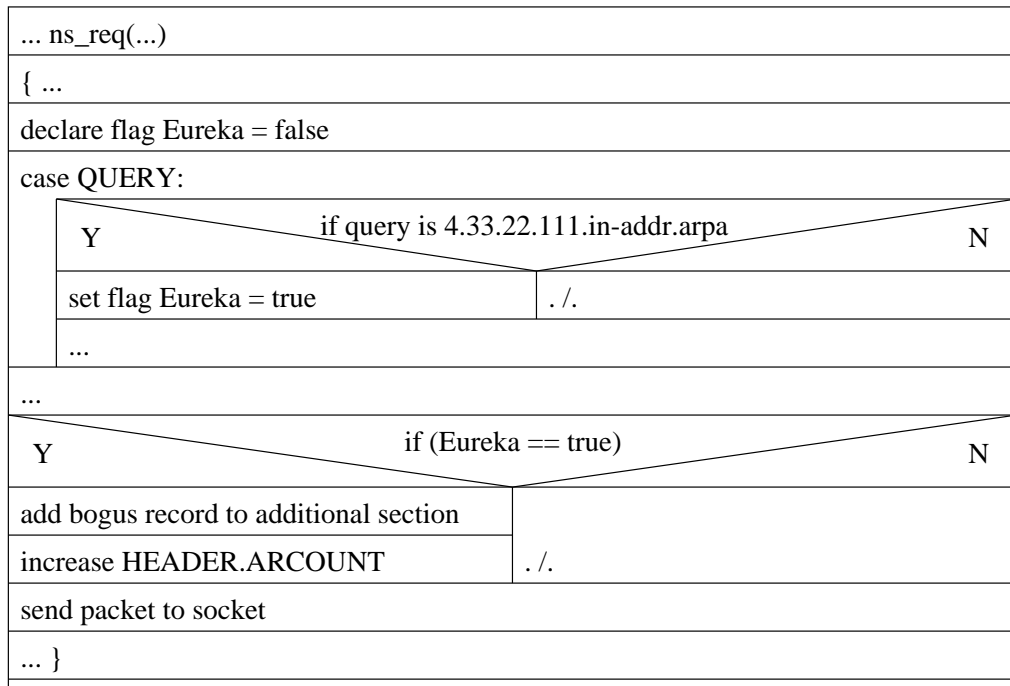 ... ns_req(...)
{ ...
declare flag Eureka = false
case QUERY:
if query is 4.33.22.111.in-addr.arpa
Y N
set flag Eureka = true . /.
...
...
if (Eureka == true)
Y N
add bogus record to additional section
increase HEADER.ARCOUNT . /.
send packet to socket
... }